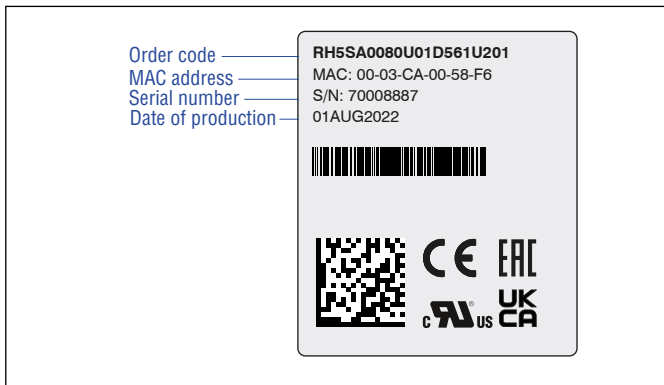 Order code
RH5SA0080U01D561U201
MAC address
MAC: 00-03-CA-00-58-F6
Serial number
S/N: 70008887
Date of production
01AUG2022
CE EAC
c RU US UK CA